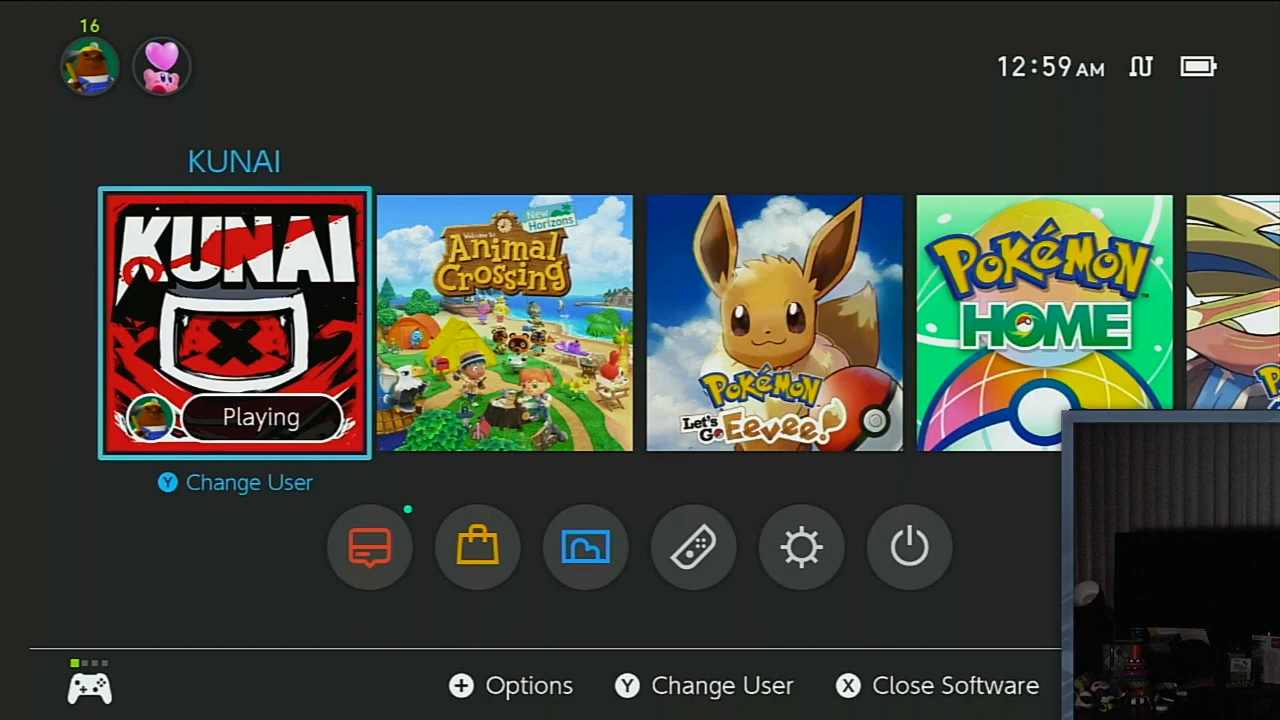 16
12:59 AM
KUNAI
KUNAI
Playing
Welcome to
Animal
Crossing
New
Horizons
Pokémon
Let's
Go
Eevee!
Pokémon
HOME
Y Change User
+ Options
Y Change User
X Close Software